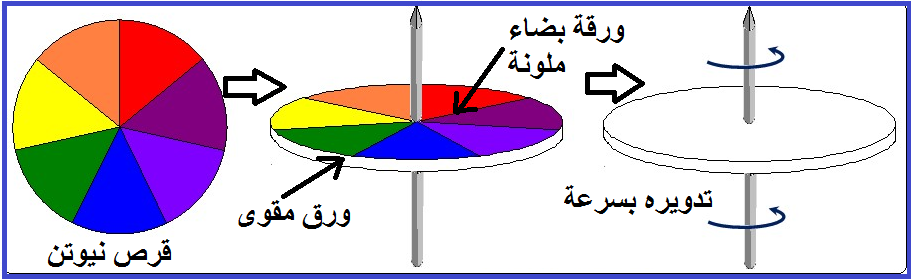 قرص نيوتن
ورقة بضاء
ملونة
ورق مقوى
تدويره بسرعة